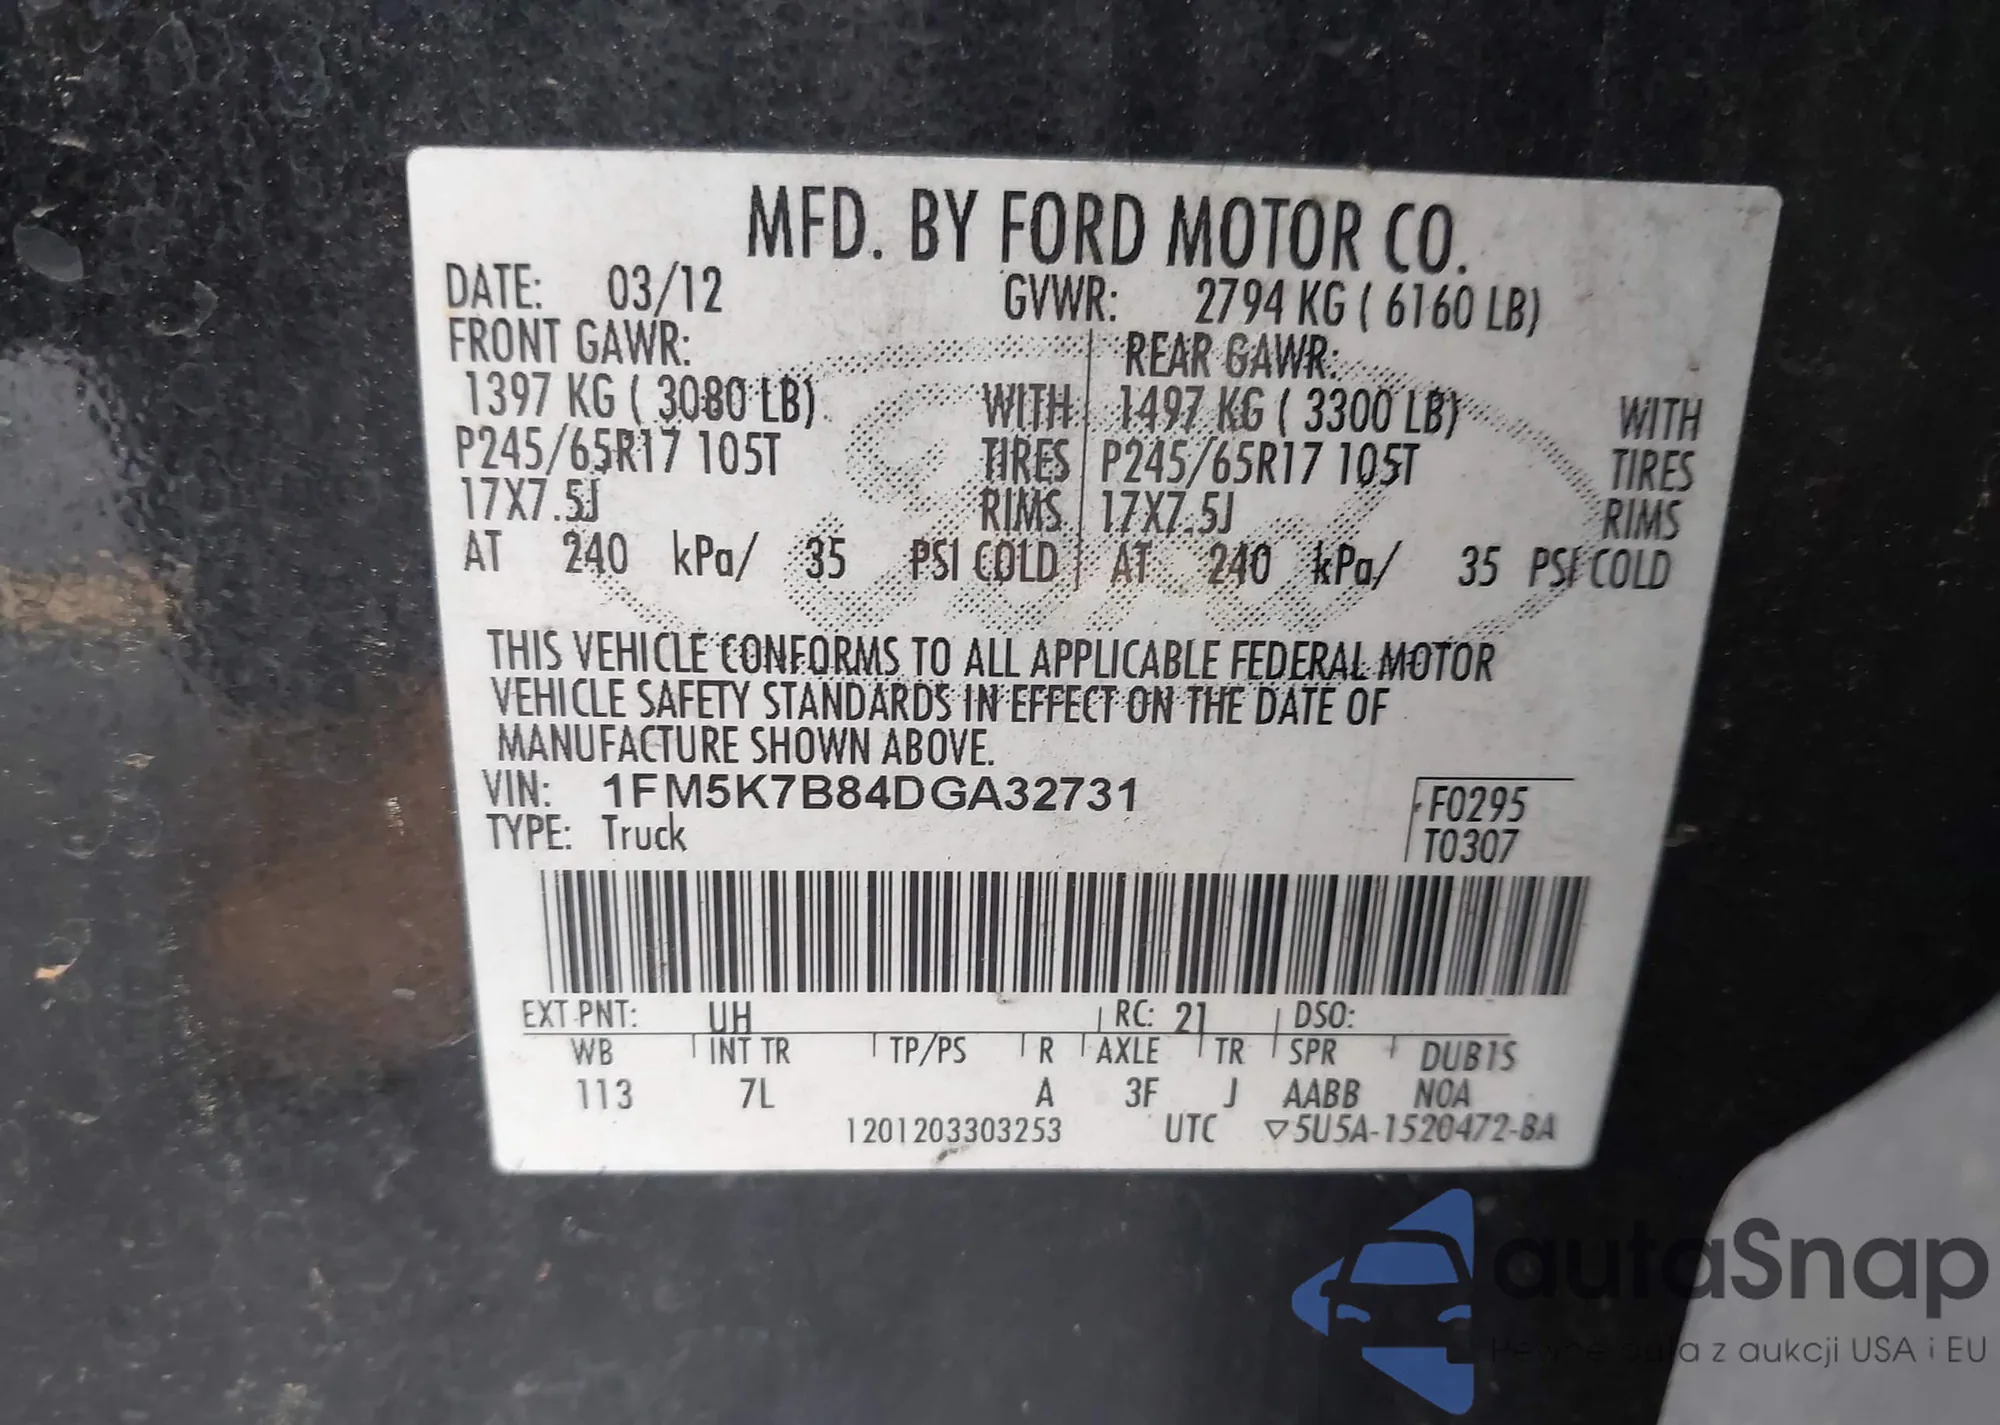 MFD. BY FORD MOTOR CO.
DATE: 03/12 GVWR: 2794 KG ( 6160 LB)
FRONT GAWR: REAR GAWR:
1397 KG ( 3080 LB) WITH 1497 KG ( 3300 LB) WITH
P245/65R17 105T TIRES P245/65R17 105T TIRES
17X7.5J RIMS 17X7.5J RIMS
AT 240 kPa/ 35 PSI COLD AT 240 kPa/ 35 PSI COLD
THIS VEHICLE CONFORMS TO ALL APPLICABLE FEDERAL MOTOR
VEHICLE SAFETY STANDARDS IN EFFECT ON THE DATE OF
MANUFACTURE SHOWN ABOVE.
VIN: 1FM5K7B84DGA32731 F0295
TYPE: Truck T0307
EXT PNT: UH RC: 21 DSO:
WB INT TR TP/PS R AXLE TR SPR DUB1S
113 7L A 3F J AABB N0A
1201203303253 UTC ▽5U5A-1520472-BA
autaSnap
Pewne auta z aukcji USA i EU